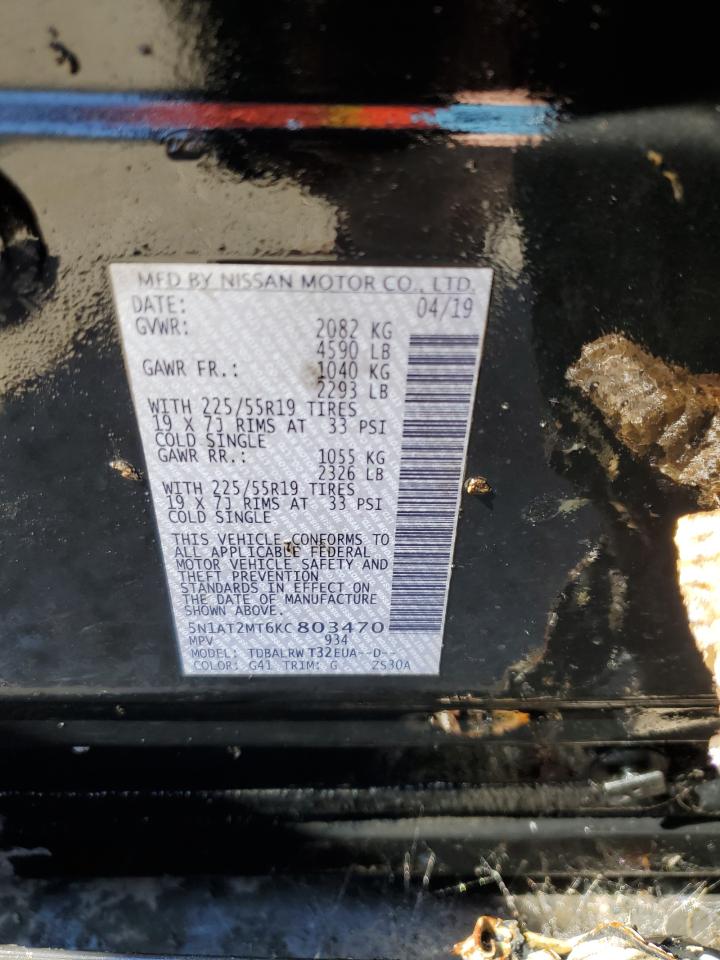 MFD BY NISSAN MOTOR CO., LTD.
DATE: 04/19
GVWR: 2082 KG
4590 LB
GAWR FR.: 1040 KG
2293 LB
WITH 225/55R19 TIRES
19 X 7J RIMS AT 33 PSI
COLD SINGLE
GAWR RR.: 1055 KG
2326 LB
WITH 225/55R19 TIRES
19 X 7J RIMS AT 33 PSI
COLD SINGLE
THIS VEHICLE CONFORMS TO
ALL APPLICABLE FEDERAL
MOTOR VEHICLE SAFETY AND
THEFT PREVENTION
STANDARDS IN EFFECT ON
THE DATE OF MANUFACTURE
SHOWN ABOVE.
5N1AT2MT6KC803470
MPV 934
MODEL: TDBALRW T32EUA--D--
COLOR: G41 TRIM: G ZS30A